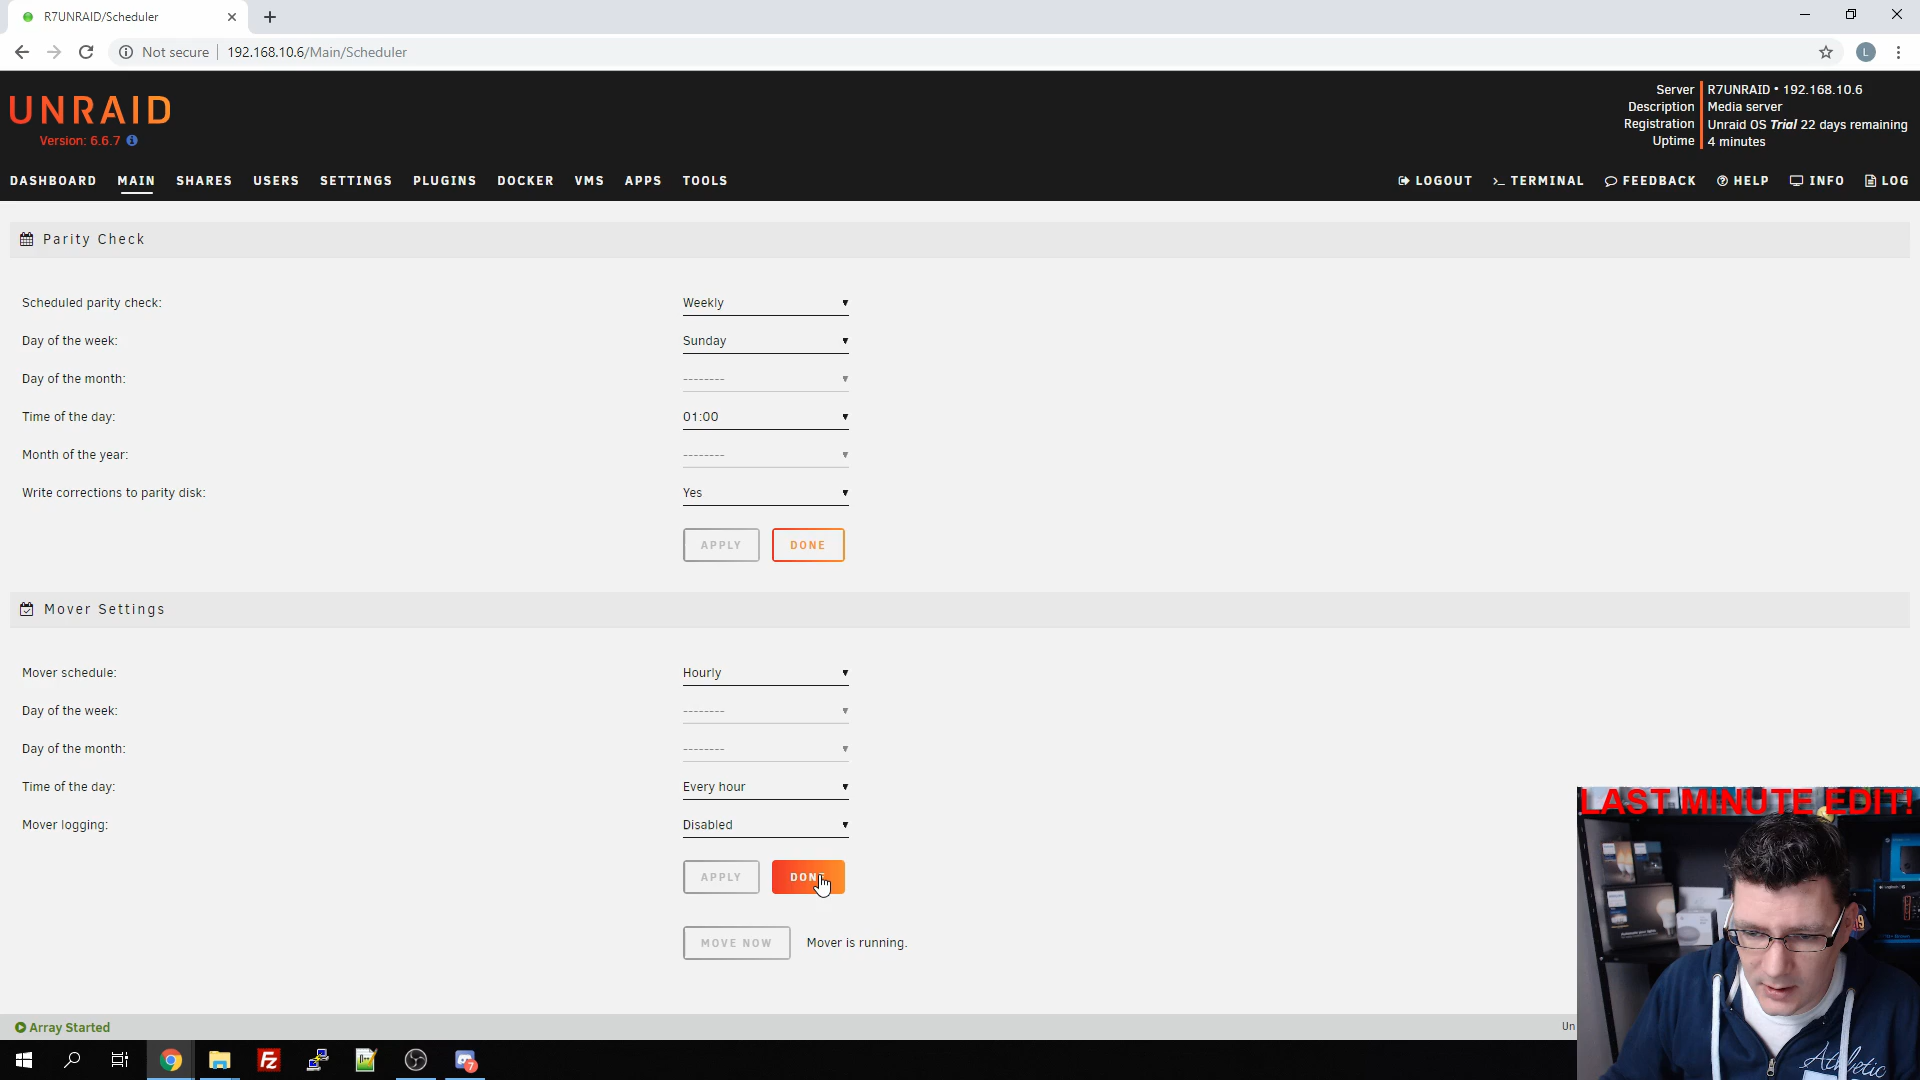 R7UNRAID/Scheduler
Not secure
192.168.10.6/Main/Scheduler
L
UNRAID
Version: 6.6.7
Server R7UNRAID • 192.168.10.6
Description Media server
Registration Unraid OS Trial 22 days remaining
Uptime 4 minutes
DASHBOARD MAIN SHARES USERS SETTINGS PLUGINS DOCKER VMS APPS TOOLS
LOGOUT TERMINAL FEEDBACK HELP INFO LOG
Parity Check
Scheduled parity check: Weekly
Day of the week: Sunday
Day of the month: --------
Time of the day: 01:00
Month of the year: --------
Write corrections to parity disk: Yes
APPLY DONE
Mover Settings
Mover schedule: Hourly
Day of the week: --------
Day of the month: --------
Time of the day: Every hour
Mover logging: Disabled
APPLY DONE
MOVE NOW Mover is running.
LAST MINUTE EDIT!
Array Started
Un
Fz
7
Athletic